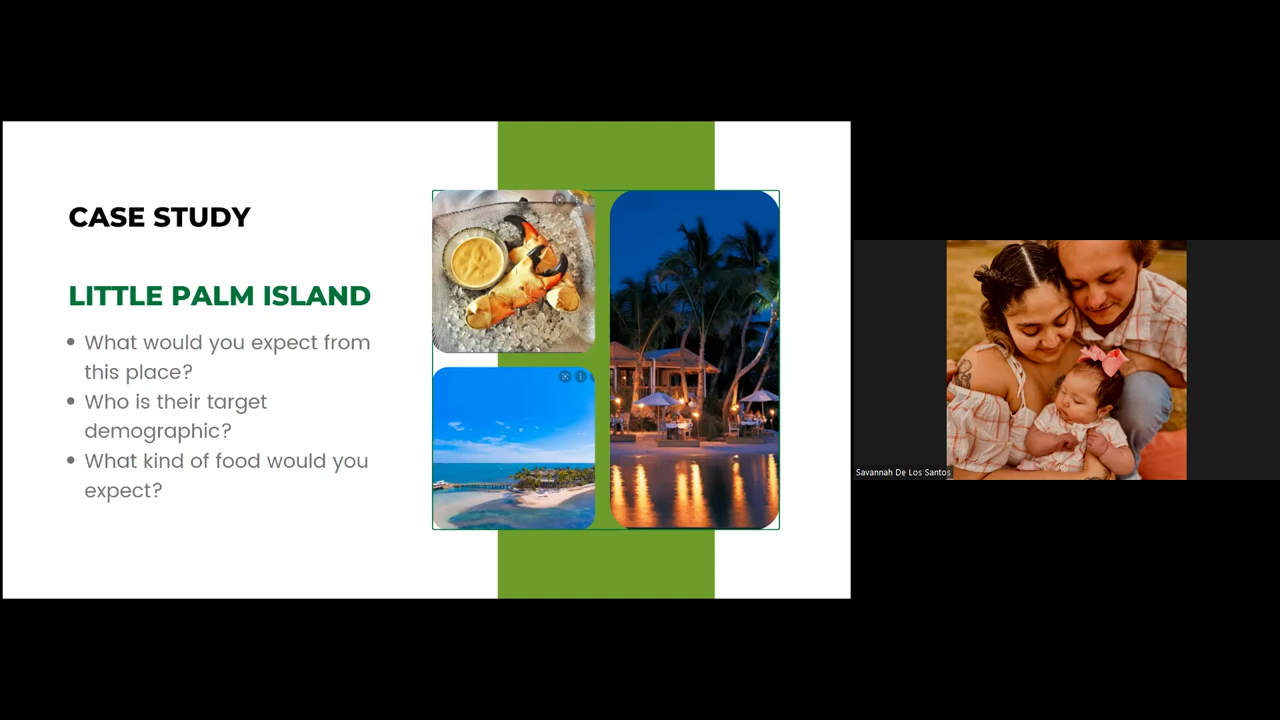 CASE STUDY
LITTLE PALM ISLAND
What would you expect from
this place?
Who is their target
demographic?
What kind of food would you
expect?
Savannah De Los Santos